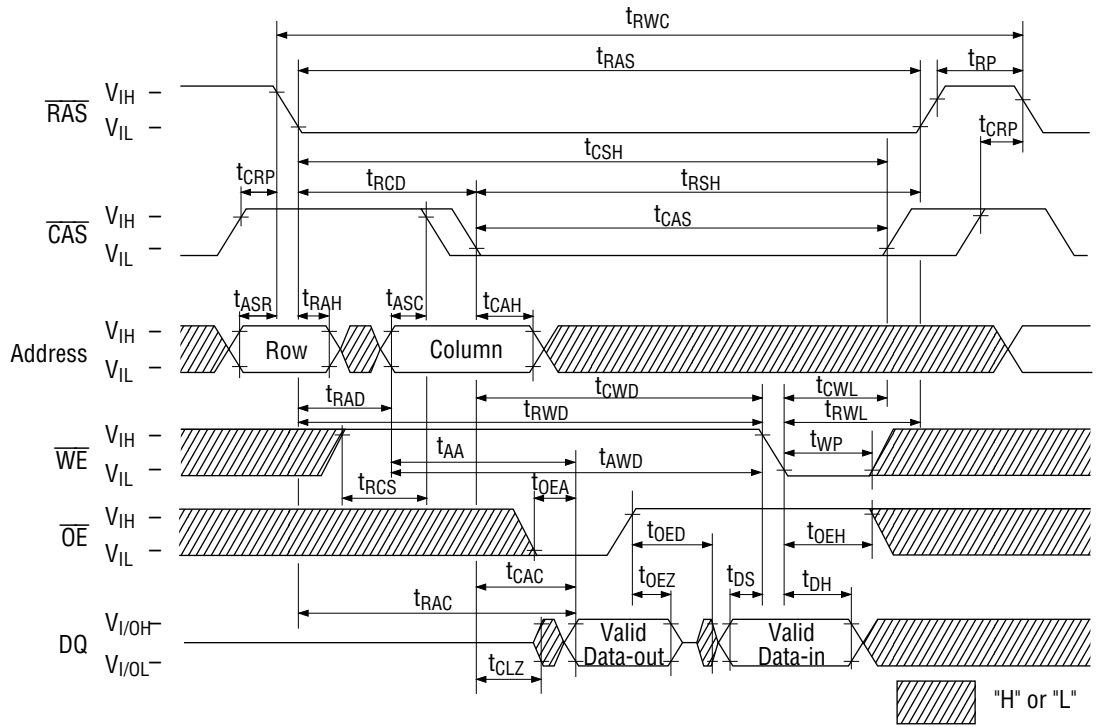 tRWC
tRAS
tRP
RAS
VIH
VIL
tCRP
tCSH
tCRP
tRCD
tRSH
CAS
VIH
VIL
tCAS
tASR
tRAH
tASC
tCAH
Address
VIH
VIL
Row
Column
tRAD
tCWD
tCWL
tRWD
tRWL
WE
VIH
VIL
tAA
tWP
tAWD
tRCS
tOEA
OE
VIH
VIL
tOED
tOEH
tCAC
tOEZ
tDS
tDH
tRAC
DQ
VI/OH
VI/OL
Valid
Data-out
Valid
Data-in
tCLZ
"H" or "L"